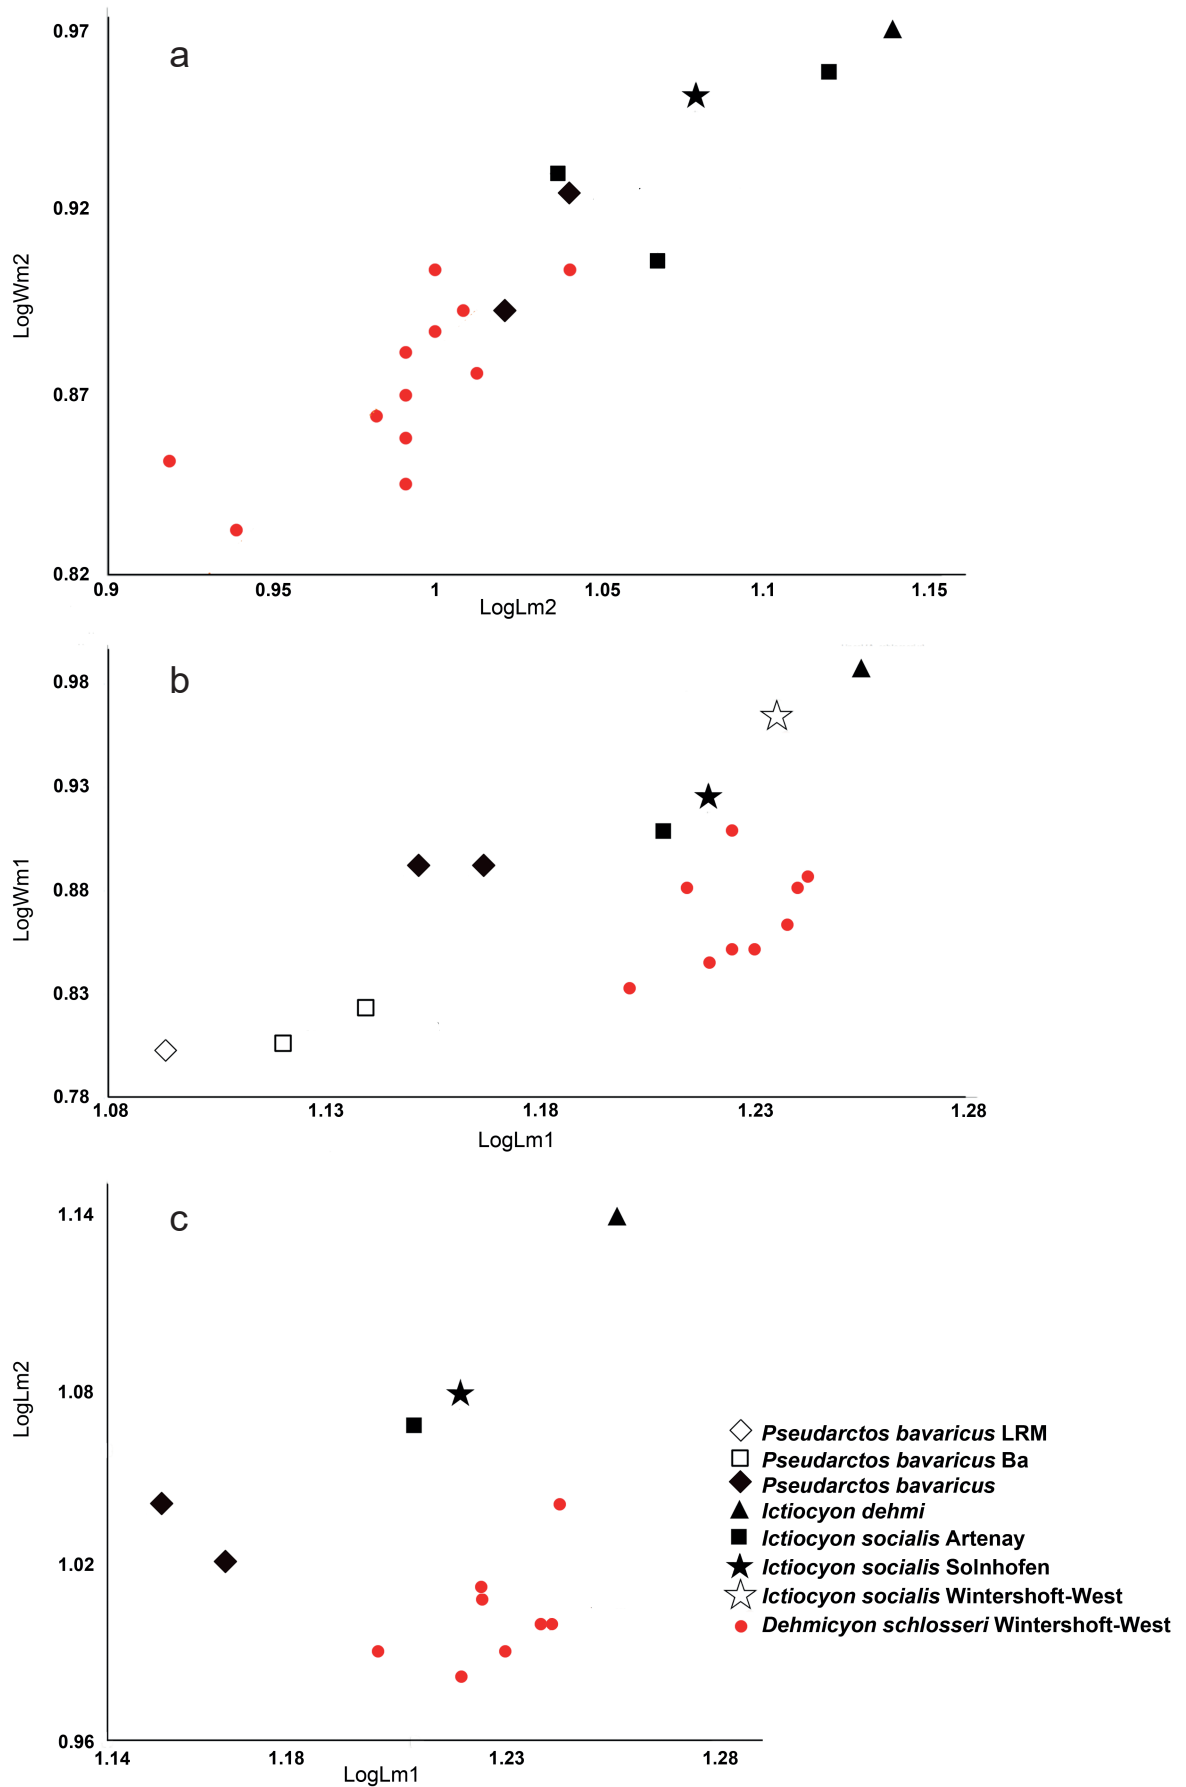 a
0.97
0.92
0.87
0.82
LogWm2
0.9 0.95 1 1.05 1.1 1.15
LogLm2
b
0.98
0.93
0.88
0.83
0.78
LogWm1
1.08 1.13 1.18 1.23 1.28
LogLm1
c
1.14
1.08
1.02
0.96
LogLm2
1.14 1.18 1.23 1.28
LogLm1
Pseudarctos bavaricus LRM
Pseudarctos bavaricus Ba
Pseudarctos bavaricus
Ictiocyon dehmi
Ictiocyon socialis Artenay
Ictiocyon socialis Solnhofen
Ictiocyon socialis Wintershoft-West
Dehmicyon schlosseri Wintershoft-West